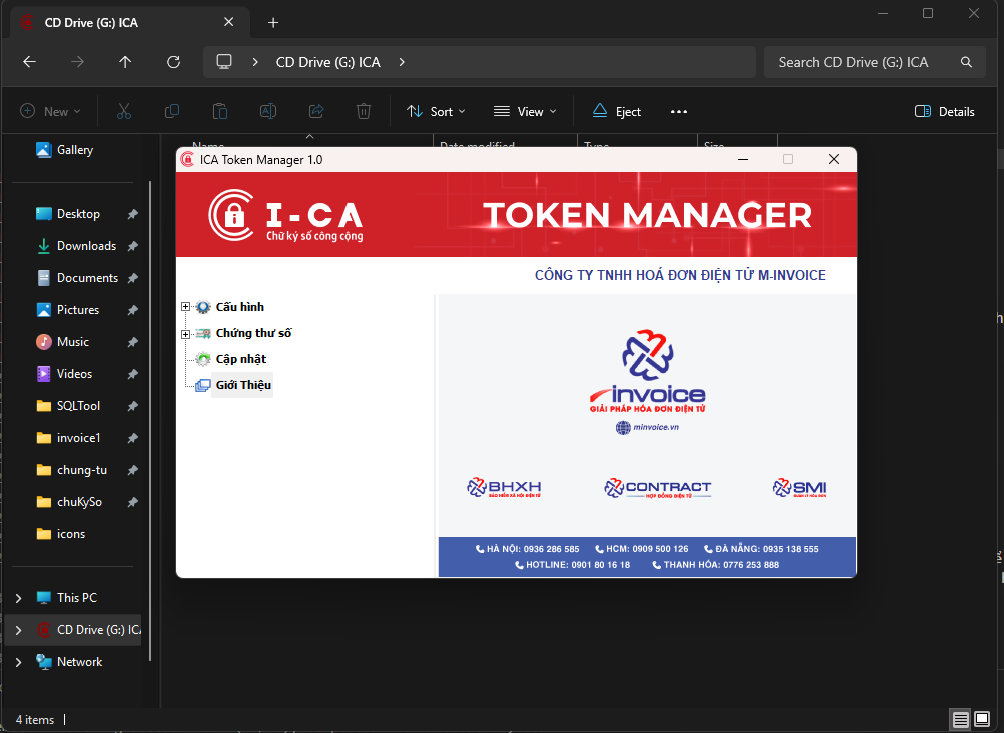 CD Drive (G:) ICA
CD Drive (G:) ICA
Search CD Drive (G:) ICA
New
Sort
View
Eject
Details
Name
Date modified
Type
Size
Gallery
Desktop
Downloads
Documents
Pictures
Music
Videos
SQLTool
invoice1
chung-tu
chuKySo
icons
This PC
CD Drive (G:) ICA
Network
4 items
ICA Token Manager 1.0
I-CA
Chữ ký số công cộng
TOKEN MANAGER
CÔNG TY TNHH HOÁ ĐƠN ĐIỆN TỬ M-INVOICE
Cấu hình
Chứng thư số
Cập nhật
Giới Thiệu
invoice
GIẢI PHÁP HÓA ĐƠN ĐIỆN TỬ
minvoice.vn
BHXH
BẢO HIỂM XÃ HỘI ĐIỆN TỬ
CONTRACT
HỢP ĐỒNG ĐIỆN TỬ
SMI
QUẢN LÝ HÓA ĐƠN
HÀ NỘI: 0936 286 585 HCM: 0909 500 126 ĐÀ NẴNG: 0935 138 555
HOTLINE: 0901 80 16 18 THANH HÓA: 0776 253 888